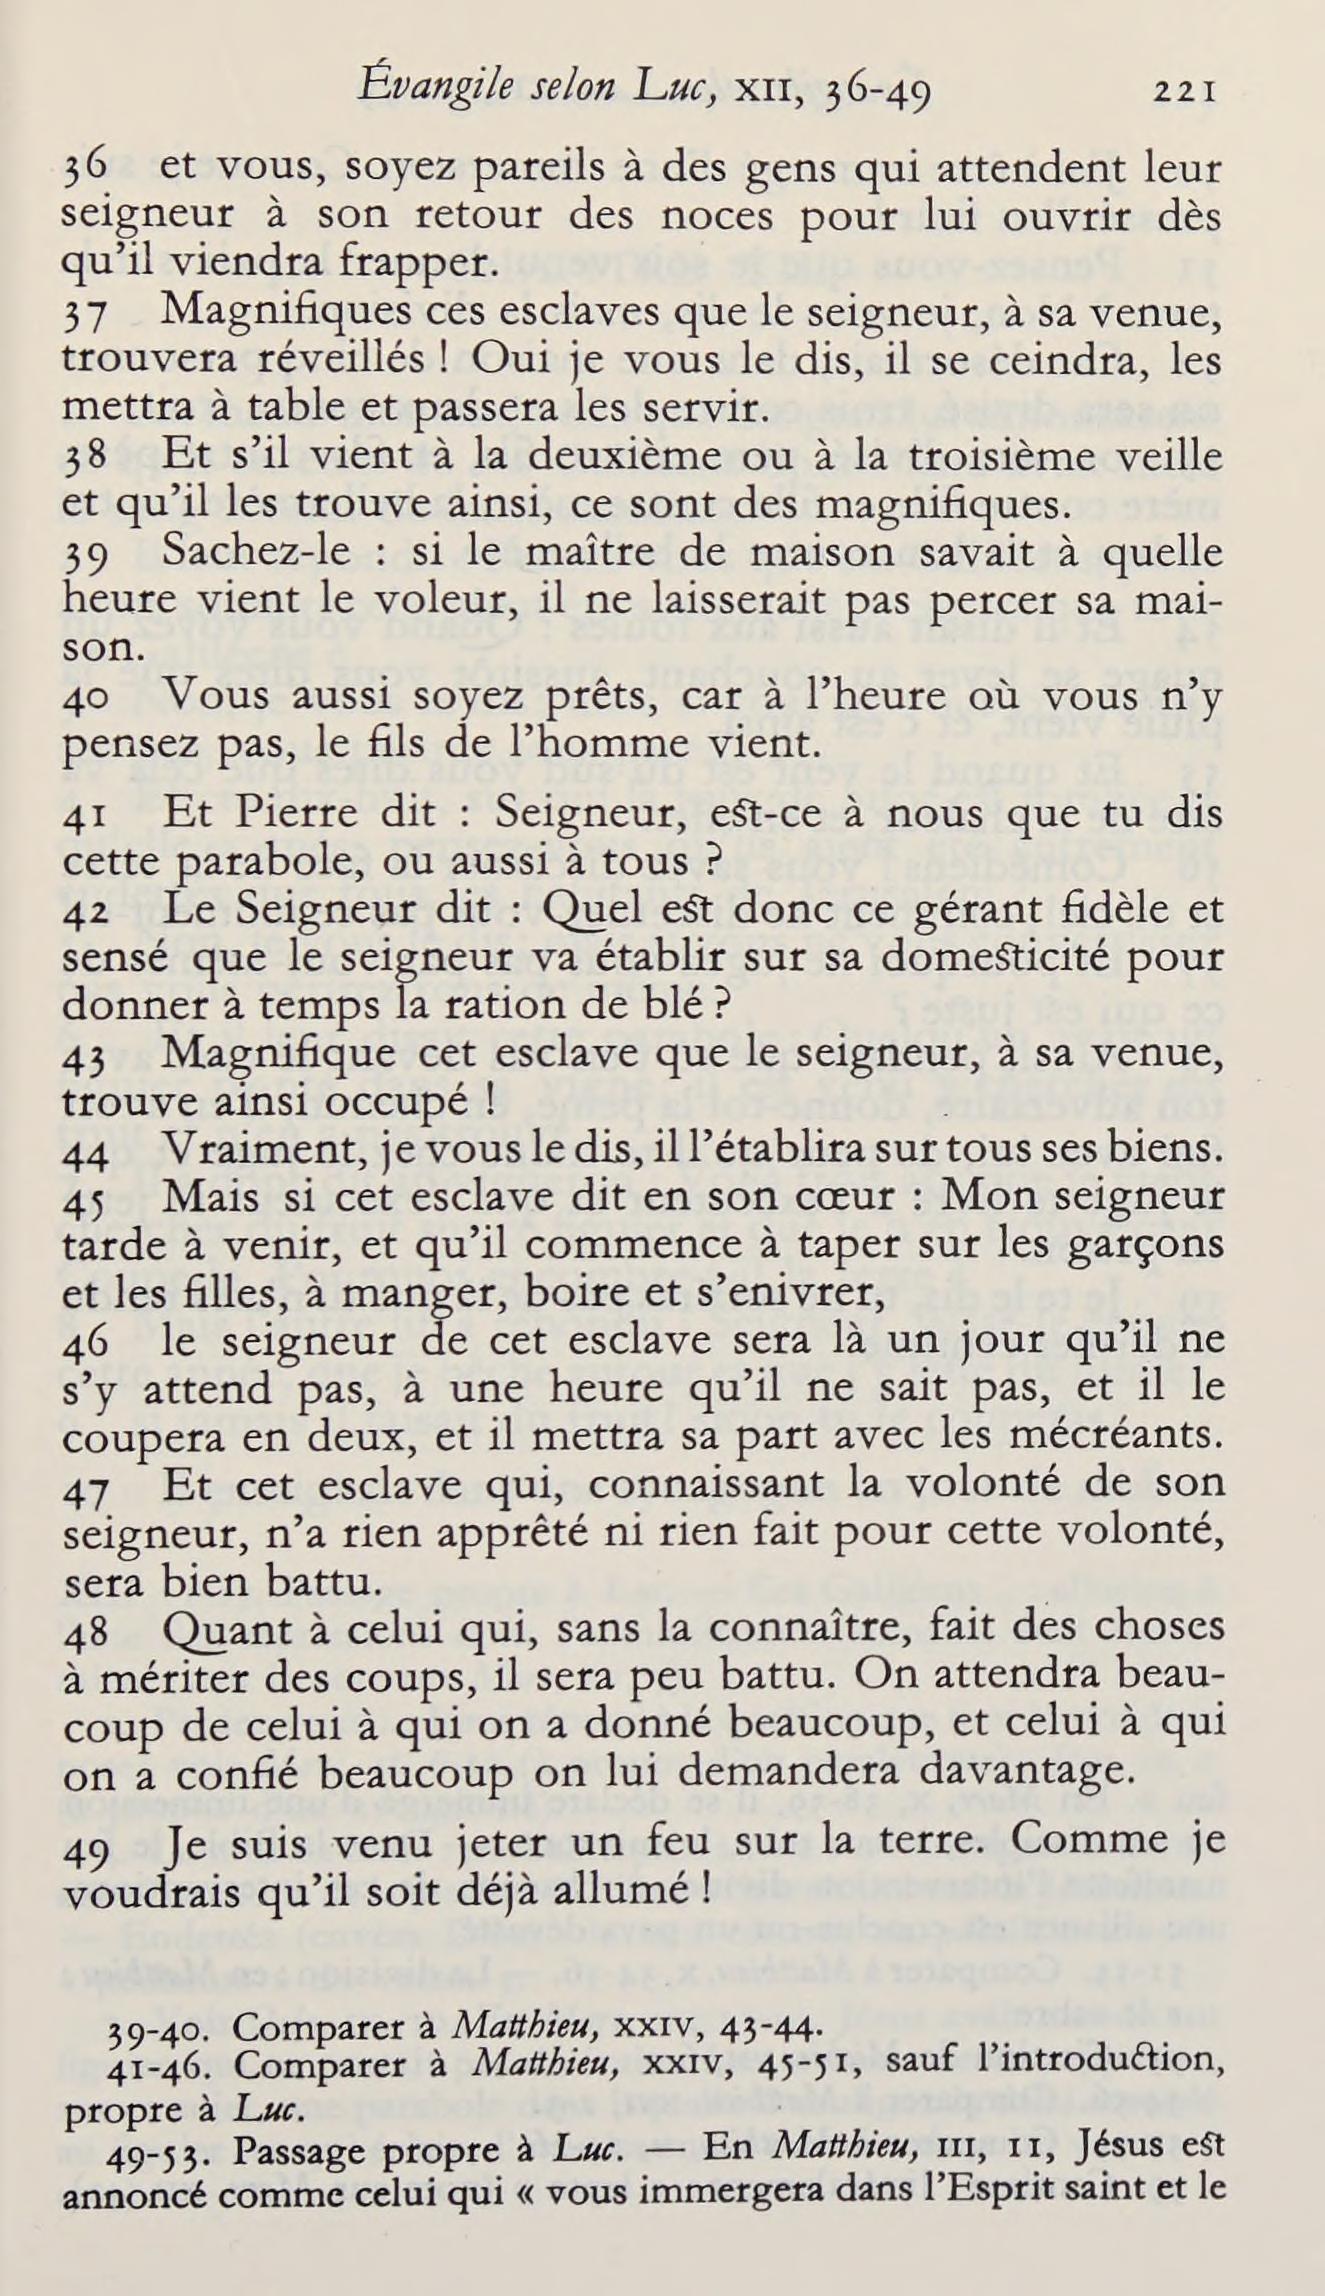 Évangile selon Luc, XII, 36-49 221
36 et vous, soyez pareils à des gens qui attendent leur
seigneur à son retour des noces pour lui ouvrir dès
qu’il viendra frapper.
37 Magnifiques ces esclaves que le seigneur, à sa venue,
trouvera réveillés ! Oui je vous le dis, il se ceindra, les
mettra à table et passera les servir.
38 Et s’il vient à la deuxième ou à la troisième veille
et qu’il les trouve ainsi, ce sont des magnifiques.
39 Sachez-le : si le maître de maison savait à quelle
heure vient le voleur, il ne laisserait pas percer sa mai-
son.
40 Vous aussi soyez prêts, car à l’heure où vous n’y
pensez pas, le fils de l’homme vient.
41 Et Pierre dit : Seigneur, est-ce à nous que tu dis
cette parabole, ou aussi à tous ?
42 Le Seigneur dit : Quel est donc ce gérant fidèle et
sensé que le seigneur va établir sur sa domesticité pour
donner à temps la ration de blé ?
43 Magnifique cet esclave que le seigneur, à sa venue,
trouve ainsi occupé !
44 Vraiment, je vous le dis, il l’établira sur tous ses biens.
45 Mais si cet esclave dit en son cœur : Mon seigneur
tarde à venir, et qu’il commence à taper sur les garçons
et les filles, à manger, boire et s’enivrer,
46 le seigneur de cet esclave sera là un jour qu’il ne
s’y attend pas, à une heure qu’il ne sait pas, et il le
coupera en deux, et il mettra sa part avec les mécréants.
47 Et cet esclave qui, connaissant la volonté de son
seigneur, n’a rien apprêté ni rien fait pour cette volonté,
sera bien battu.
48 Quant à celui qui, sans la connaître, fait des choses
à mériter des coups, il sera peu battu. On attendra beau-
coup de celui à qui on a donné beaucoup, et celui à qui
on a confié beaucoup on lui demandera davantage.
49 Je suis venu jeter un feu sur la terre. Comme je
voudrais qu’il soit déjà allumé !
39-40. Comparer à Matthieu, XXIV, 43-44.
41-46. Comparer à Matthieu, XXIV, 45-51, sauf l’introduction,
propre à Luc.
49-53. Passage propre à Luc. — En Matthieu, III, 11, Jésus est
annoncé comme celui qui « vous immergera dans l’Esprit saint et le